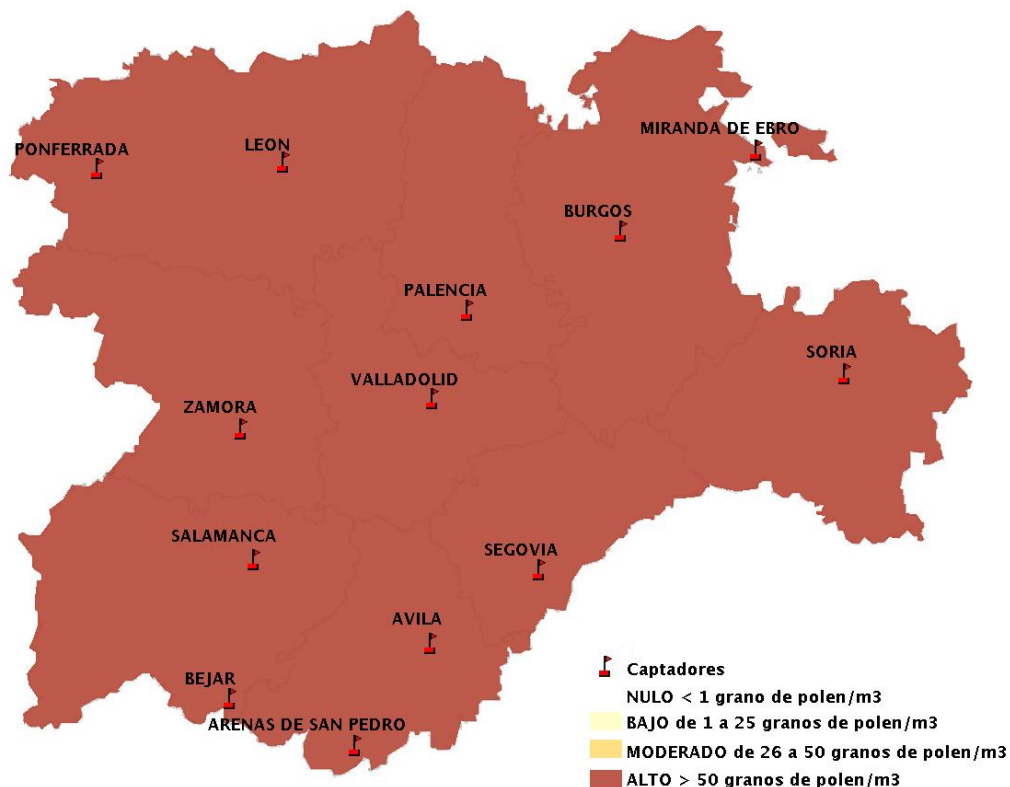 MIRANDA DE EBRO
PONFERRADA
LEON
BURGOS
PALENCIA
SORIA
VALLADOLID
ZAMORA
SALAMANCA
SEGOVIA
AVILA
BEJAR
ARENAS DE SAN PEDRO
Captadores
NULO < 1 grano de polen/m3
BAJO de 1 a 25 granos de polen/m3
MODERADO de 26 a 50 granos de polen/m3
ALTO > 50 granos de polen/m3